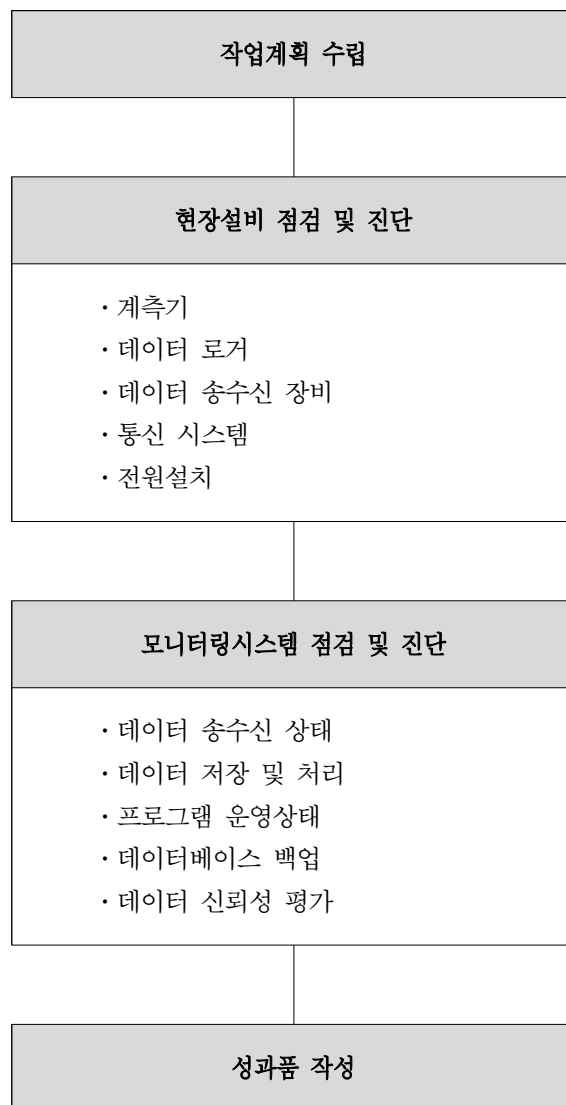 작업계획 수립
현장설비 점검 및 진단
· 계측기
· 데이터 로거
· 데이터 송수신 장비
· 통신 시스템
· 전원설치
모니터링시스템 점검 및 진단
· 데이터 송수신 상태
· 데이터 저장 및 처리
· 프로그램 운영상태
· 데이터베이스 백업
· 데이터 신뢰성 평가
성과품 작성